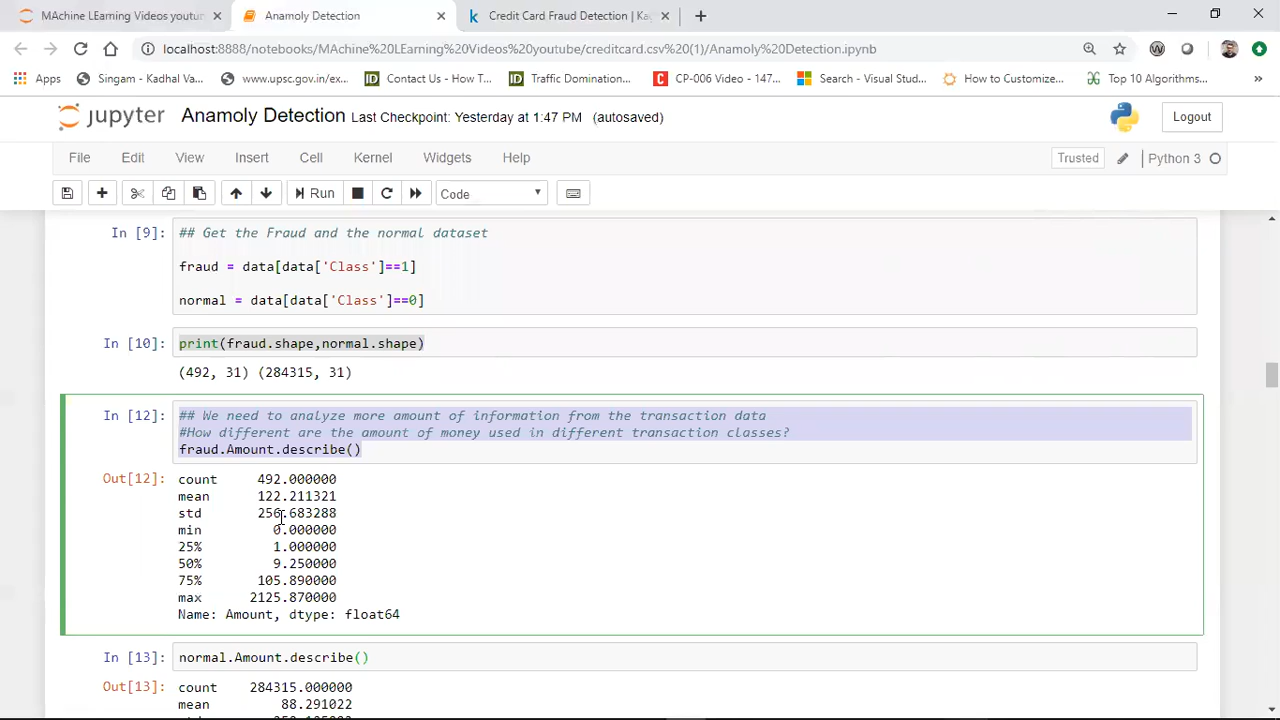 MAchine LEarning Videos youtu
Anamoly Detection
Credit Card Fraud Detection | Ka
localhost:8888/notebooks/MAchine%20LEarning%20Videos%20youtube/creditcard.csv%20(1)/Anamoly%20Detection.ipynb
Apps
Singam - Kadhal Va...
www.upsc.gov.in/ex...
Contact Us - How T...
Traffic Domination...
CP-006 Video - 147...
Search - Visual Stud...
How to Customize...
Top 10 Algorithms...
»
jupyter
Anamoly Detection Last Checkpoint: Yesterday at 1:47 PM (autosaved)
Logout
File Edit View Insert Cell Kernel Widgets Help
Trusted
Python 3
Run
Code
In [9]: ## Get the Fraud and the normal dataset
fraud = data[data['Class']==1]
normal = data[data['Class']==0]
In [10]: print(fraud.shape,normal.shape)
(492, 31) (284315, 31)
In [12]: ## We need to analyze more amount of information from the transaction data
#How different are the amount of money used in different transaction classes?
fraud.Amount.describe()
Out[12]: count 492.000000
mean 122.211321
std 256.683288
min 0.000000
25% 1.000000
50% 9.250000
75% 105.890000
max 2125.870000
Name: Amount, dtype: float64
In [13]: normal.Amount.describe()
Out[13]: count 284315.000000
mean 88.291022